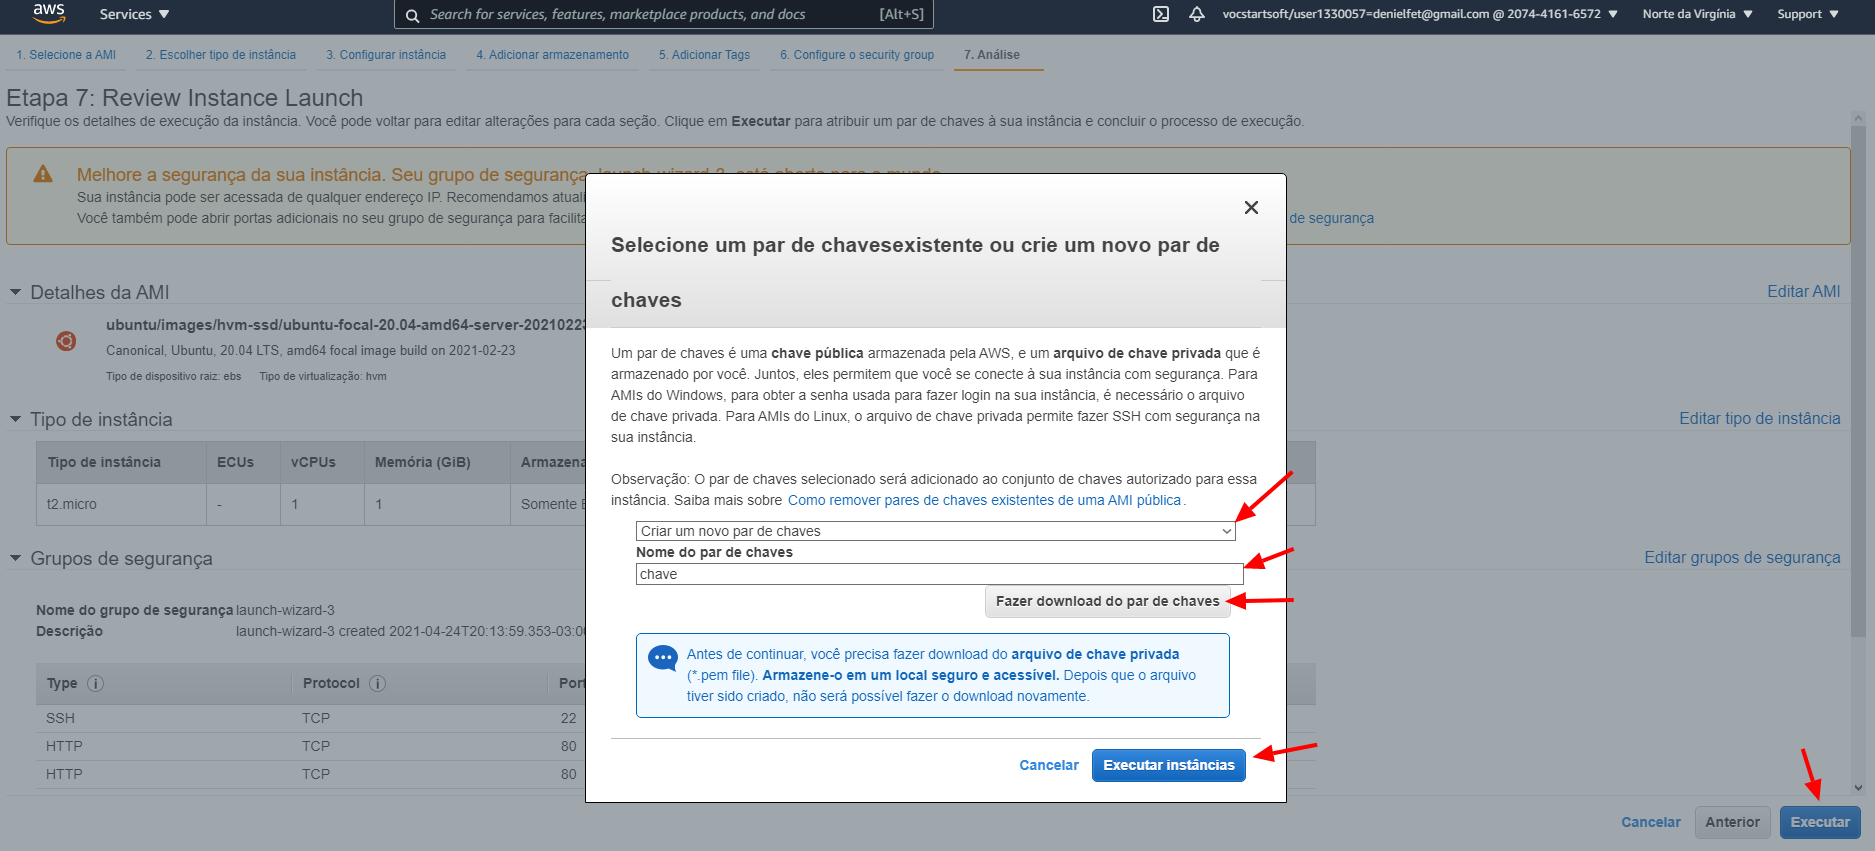 aws
Services
Search for services, features, marketplace products, and docs
[Alt+S]
vocstartsoft/user1330057=denielfet@gmail.com @ 2074-4161-6572
Norte da Virgínia
Support
1. Selecione a AMI
2. Escolher tipo de instância
3. Configurar instância
4. Adicionar armazenamento
5. Adicionar Tags
6. Configure o security group
7. Análise
Etapa 7: Review Instance Launch
Verifique os detalhes de execução da instância. Você pode voltar para editar alterações para cada seção. Clique em Executar para atribuir um par de chaves à sua instância e concluir o processo de execução.
Melhore a segurança da sua instância. Seu grupo de segurança, launch-wizard-3, está aberto para o mundo.
Sua instância pode ser acessada de qualquer endereço IP. Recomendamos atuali
Você também pode abrir portas adicionais no seu grupo de segurança para facilita
de segurança
Selecione um par de chavesexistente ou crie um novo par de
chaves
Um par de chaves é uma chave pública armazenada pela AWS, e um arquivo de chave privada que é
armazenado por você. Juntos, eles permitem que você se conecte à sua instância com segurança. Para
AMIs do Windows, para obter a senha usada para fazer login na sua instância, é necessário o arquivo
de chave privada. Para AMIs do Linux, o arquivo de chave privada permite fazer SSH com segurança na
sua instância.
Observação: O par de chaves selecionado será adicionado ao conjunto de chaves autorizado para essa
instância. Saiba mais sobre Como remover pares de chaves existentes de uma AMI pública.
Criar um novo par de chaves
Nome do par de chaves
chave
Fazer download do par de chaves
Antes de continuar, você precisa fazer download do arquivo de chave privada
(*.pem file). Armazene-o em um local seguro e acessível. Depois que o arquivo
tiver sido criado, não será possível fazer o download novamente.
Cancelar
Executar instâncias
Detalhes da AMI
Editar AMI
ubuntu/images/hvm-ssd/ubuntu-focal-20.04-amd64-server-20210223
Canonical, Ubuntu, 20.04 LTS, amd64 focal image build on 2021-02-23
Tipo de dispositivo raiz: ebs
Tipo de virtualização: hvm
Tipo de instância
Editar tipo de instância
Tipo de instância
ECUs
vCPUs
Memória (GiB)
Armazena
t2.micro
-
1
1
Somente E
Grupos de segurança
Editar grupos de segurança
Nome do grupo de segurança
launch-wizard-3
Descrição
launch-wizard-3 created 2021-04-24T20:13:59.353-03:00
Type
Protocol
Port
SSH
TCP
22
HTTP
TCP
80
HTTP
TCP
80
Cancelar
Anterior
Executar